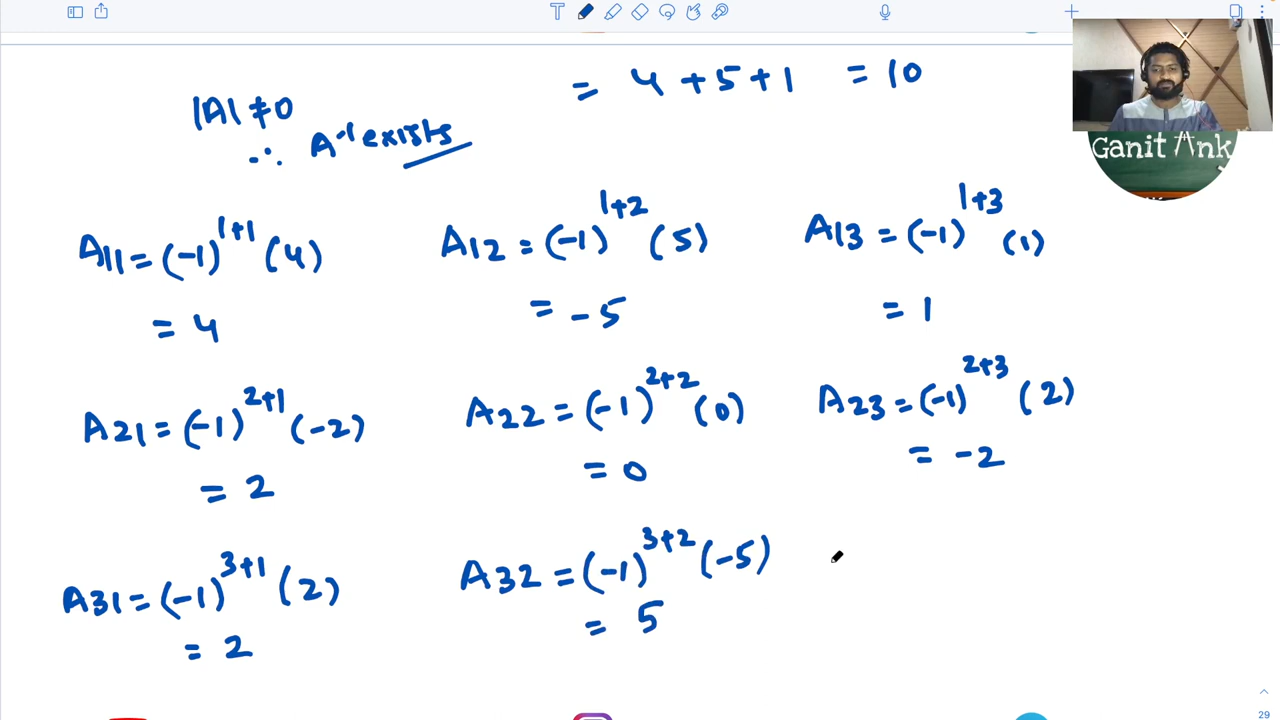 = 4 + 5 + 1 = 10
|A| ≠ 0
∴ A⁻¹ exists
Ganit Ank
A11 = (-1)^1+1 (4)
= 4
A12 = (-1)^1+2 (5)
= -5
A13 = (-1)^1+3 (1)
= 1
A21 = (-1)^2+1 (-2)
= 2
A22 = (-1)^2+2 (0)
= 0
A23 = (-1)^2+3 (2)
= -2
A31 = (-1)^3+1 (2)
= 2
A32 = (-1)^3+2 (-5)
= 5
29